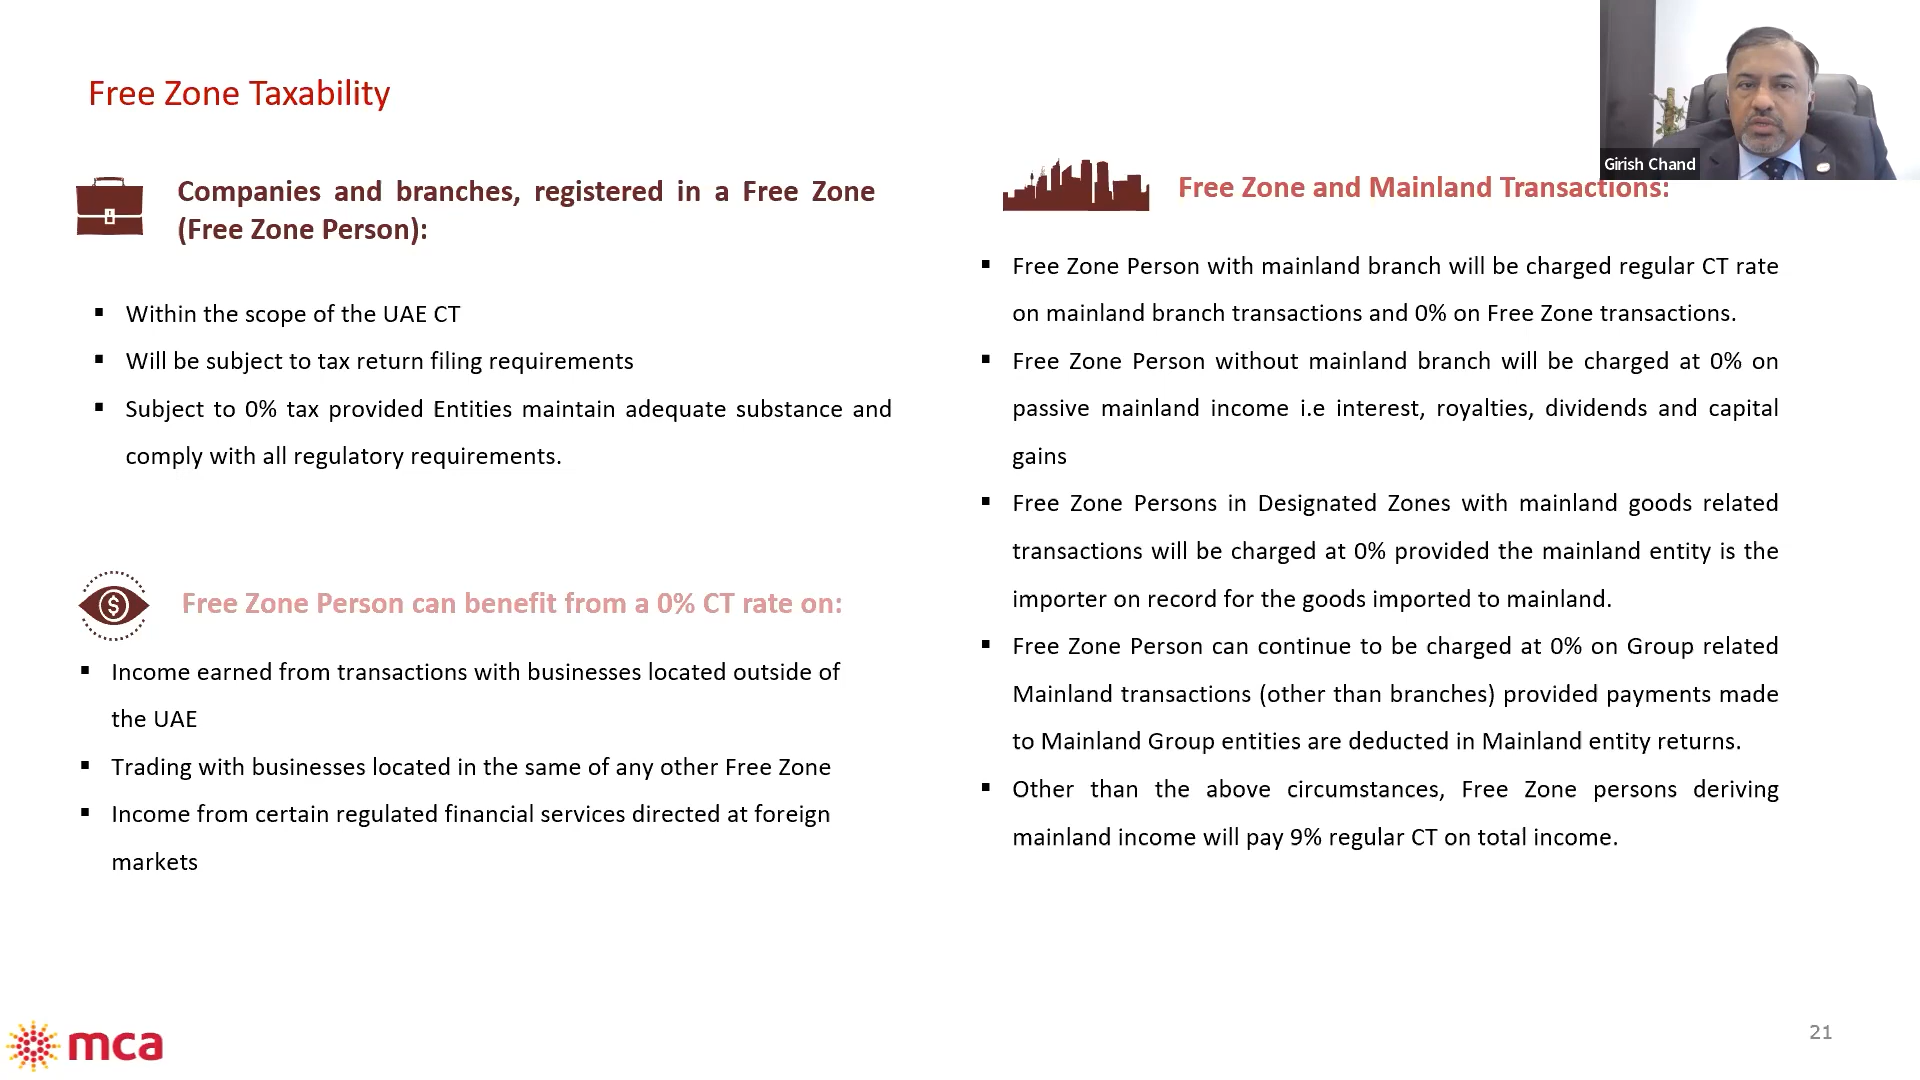 Free Zone Taxability
Companies and branches, registered in a Free Zone
(Free Zone Person):
▪ Within the scope of the UAE CT
▪ Will be subject to tax return filing requirements
▪ Subject to 0% tax provided Entities maintain adequate substance and
comply with all regulatory requirements.
$
Free Zone Person can benefit from a 0% CT rate on:
▪ Income earned from transactions with businesses located outside of
the UAE
▪ Trading with businesses located in the same of any other Free Zone
▪ Income from certain regulated financial services directed at foreign
markets
Girish Chand
Free Zone and Mainland Transactions:
▪ Free Zone Person with mainland branch will be charged regular CT rate
on mainland branch transactions and 0% on Free Zone transactions.
▪ Free Zone Person without mainland branch will be charged at 0% on
passive mainland income i.e interest, royalties, dividends and capital
gains
▪ Free Zone Persons in Designated Zones with mainland goods related
transactions will be charged at 0% provided the mainland entity is the
importer on record for the goods imported to mainland.
▪ Free Zone Person can continue to be charged at 0% on Group related
Mainland transactions (other than branches) provided payments made
to Mainland Group entities are deducted in Mainland entity returns.
▪ Other than the above circumstances, Free Zone persons deriving
mainland income will pay 9% regular CT on total income.
mca
21